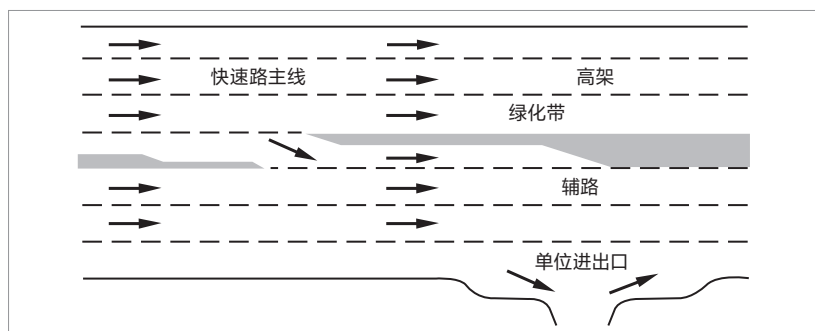 快速路主线
高架
绿化带
辅路
单位进出口